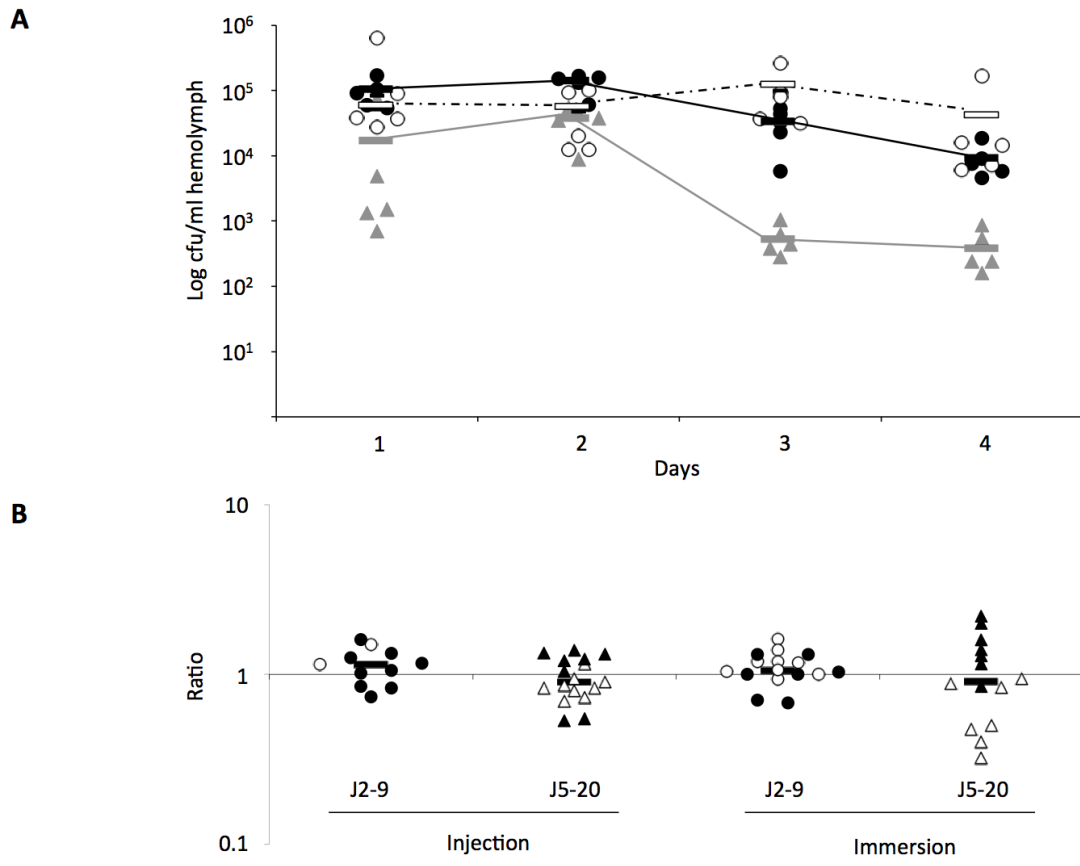 A
Log cfu/ml hemolymph
10⁶
10⁵
10⁴
10³
10²
10¹
1 2 3 4
Days
B
Ratio
10
1
0.1
J2-9 J5-20 J2-9 J5-20
Injection Immersion